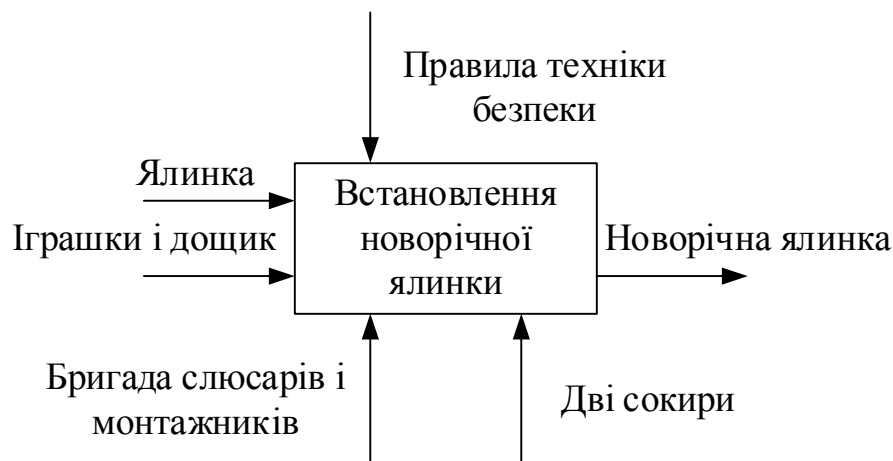 Правила техніки
безпеки
Ялинка
Іграшки і дощик
Встановлення
новорічної
ялинки
Новорічна ялинка
Бригада слюсарів і
монтажників
Дві сокири